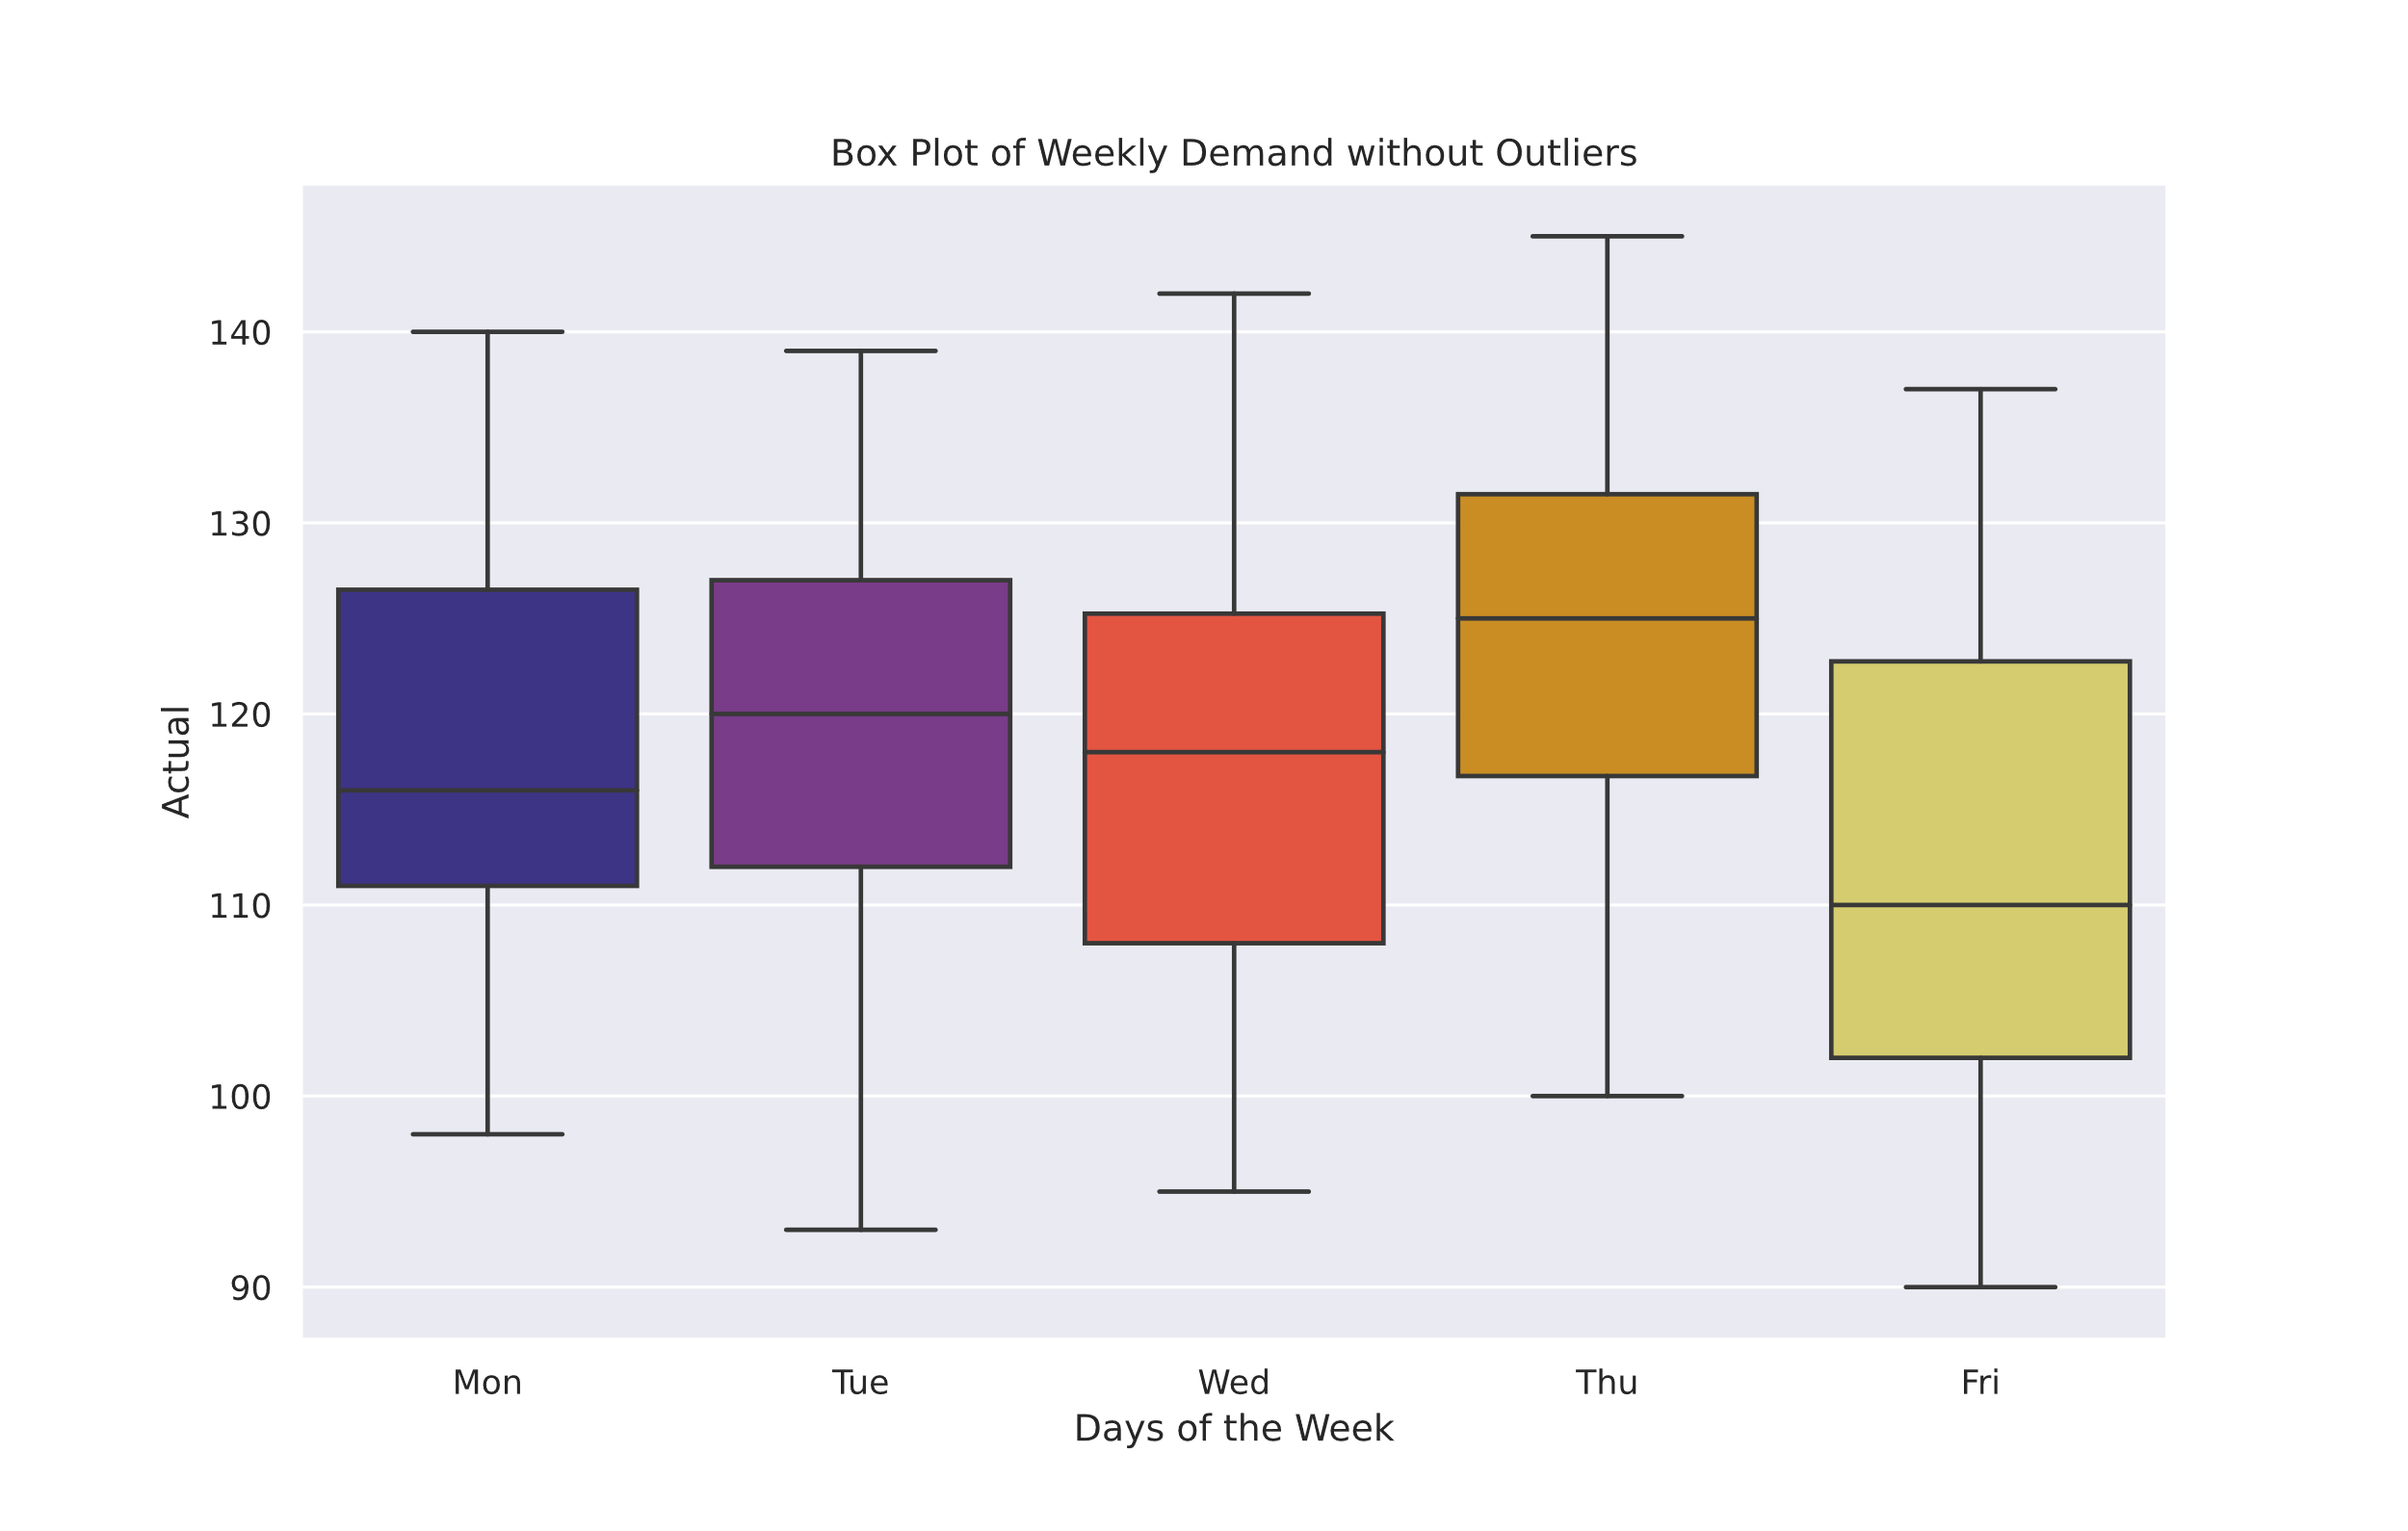 Box Plot of Weekly Demand without Outliers
Actual
140
130
120
110
100
90
Mon Tue Wed Thu Fri
Days of the Week